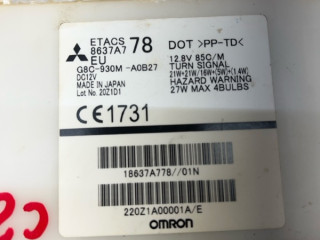 ETACS
8637A7 78
EU
G8C-930M -A0B27
DC12V
MADE IN JAPAN
Lot No. 20Z1D1
DOT >PP-TD<
12.8V 85C/M
TURN SIGNAL
21W+21W/16W+(5W)+(1.4W)
HAZARD WARNING
27W MAX 4BULBS
CE1731
18637A778//01N
220Z1A00001A/E
OMRON